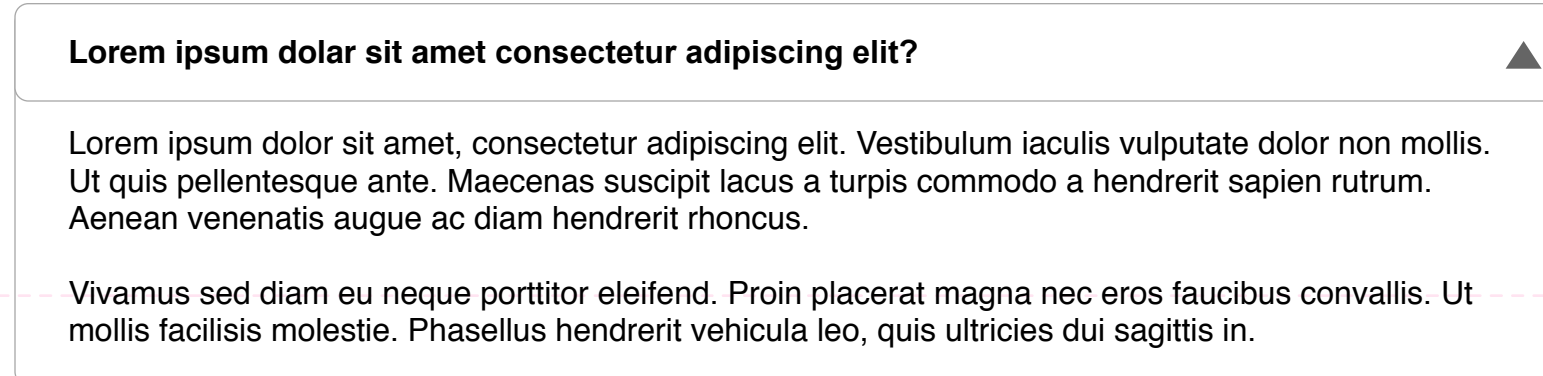 Lorem ipsum dolar sit amet consectetur adipiscing elit?
Lorem ipsum dolor sit amet, consectetur adipiscing elit. Vestibulum iaculis vulputate dolor non mollis.
Ut quis pellentesque ante. Maecenas suscipit lacus a turpis commodo a hendrerit sapien rutrum.
Aenean venenatis augue ac diam hendrerit rhoncus.
Vivamus sed diam eu neque porttitor eleifend. Proin placerat magna nec eros faucibus convallis. Ut
mollis facilisis molestie. Phasellus hendrerit vehicula leo, quis ultricies dui sagittis in.